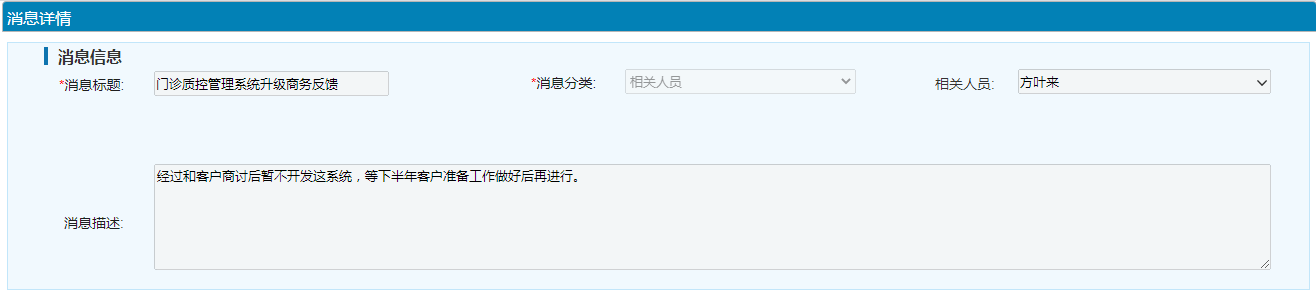 消息详情
消息信息
*消息标题: 门诊质控管理系统升级商务反馈 *消息分类: 相关人员 相关人员: 方叶来
经过和客户商讨后暂不开发这系统，等下半年客户准备工作做好后再进行。
消息描述: